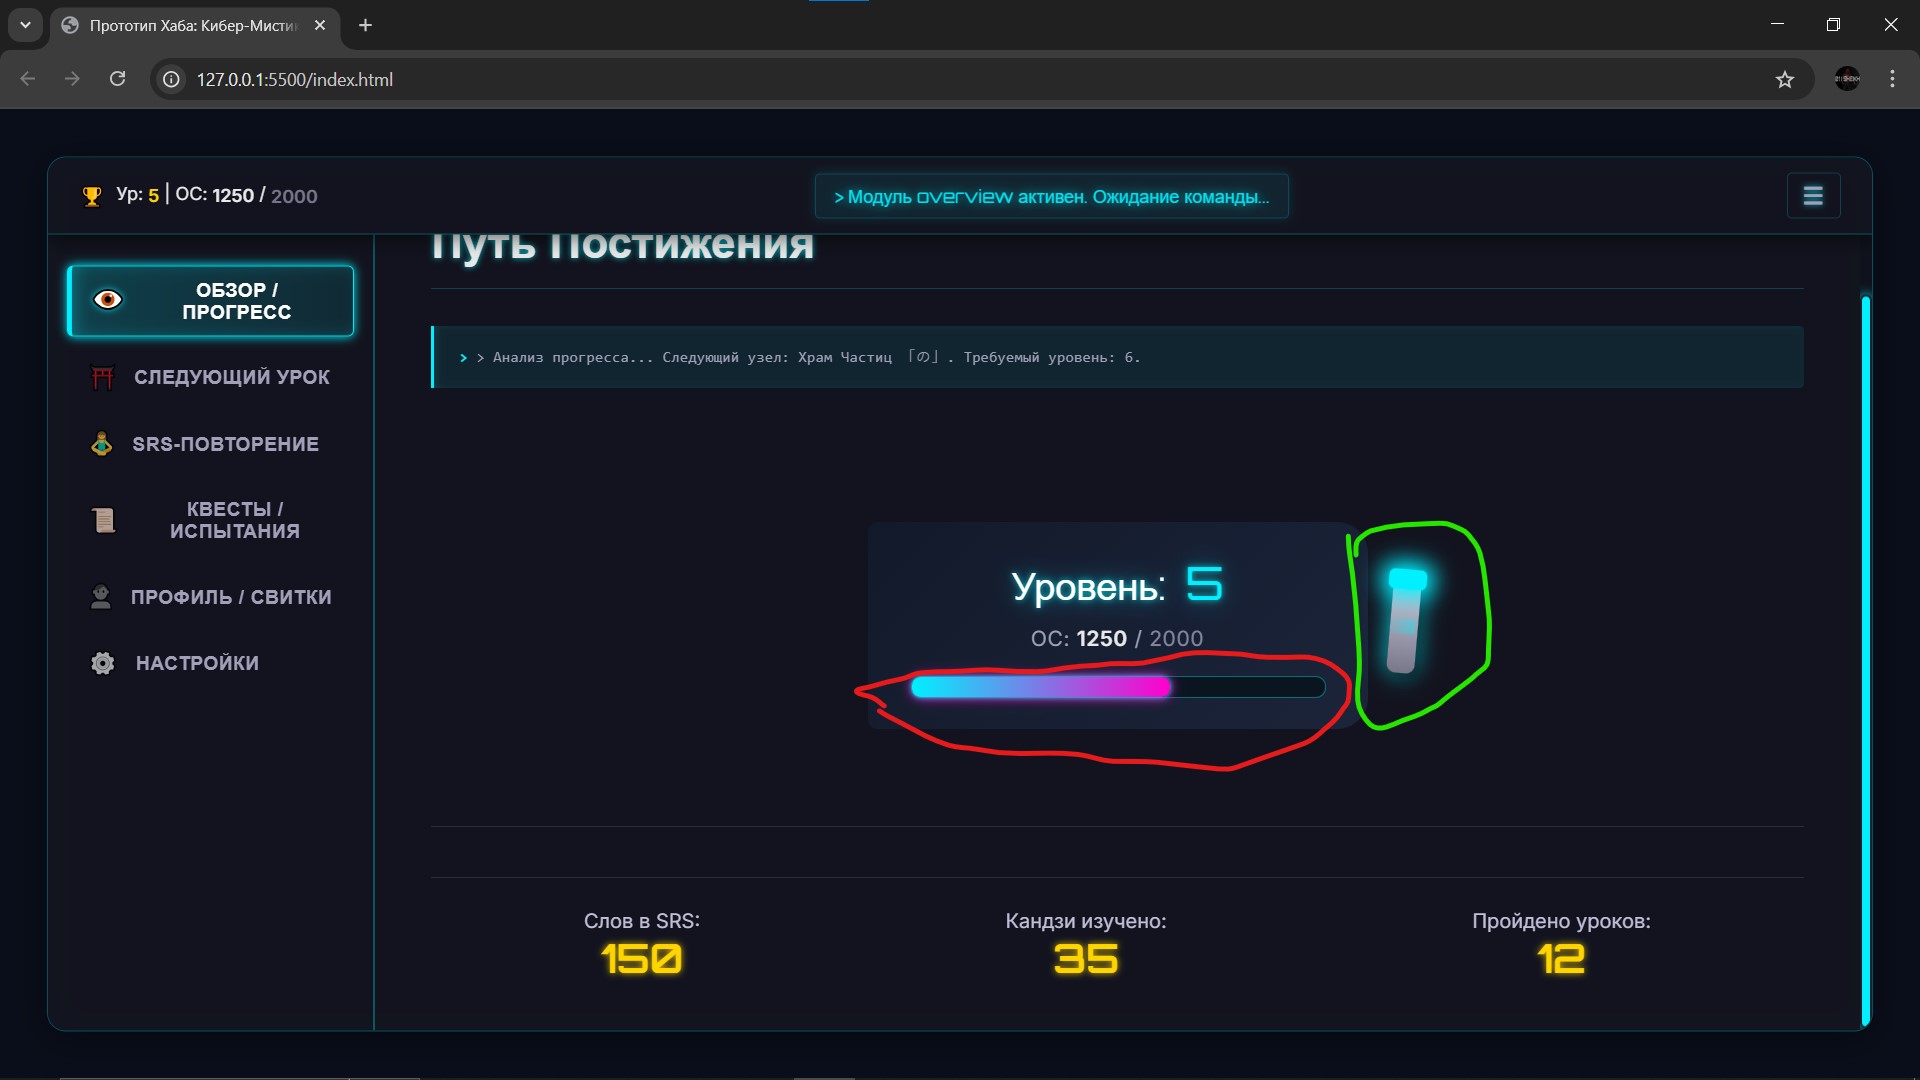 Прототип Хаба: Кибер-Мисти
127.0.0.1:5500/index.html
Ур: 5 | ОС: 1250 / 2000
> Модуль overview активен. Ожидание команды...
Путь Постижения
ОБЗОР /
ПРОГРЕСС
СЛЕДУЮЩИЙ УРОК
SRS-ПОВТОРЕНИЕ
КВЕСТЫ /
ИСПЫТАНИЯ
ПРОФИЛЬ / СВИТКИ
НАСТРОЙКИ
> > Анализ прогресса... Следующий узел: Храм Частиц 「の」. Требуемый уровень: 6.
Уровень: 5
ОС: 1250 / 2000
Слов в SRS:
150
Кандзи изучено:
35
Пройдено уроков:
12